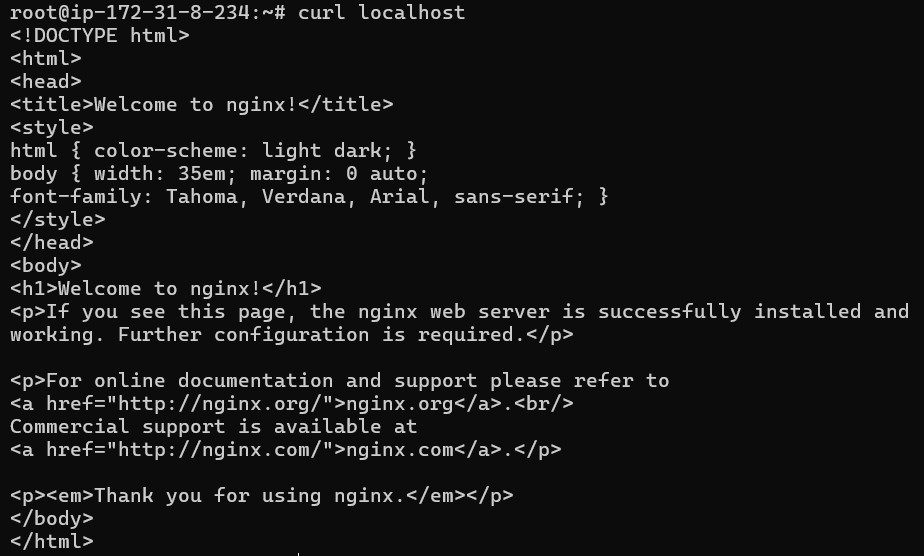 root@ip-172-31-8-234:~# curl localhost
<!DOCTYPE html>
<html>
<head>
<title>Welcome to nginx!</title>
<style>
html { color-scheme: light dark; }
body { width: 35em; margin: 0 auto;
font-family: Tahoma, Verdana, Arial, sans-serif; }
</style>
</head>
<body>
<h1>Welcome to nginx!</h1>
<p>If you see this page, the nginx web server is successfully installed and
working. Further configuration is required.</p>

<p>For online documentation and support please refer to
<a href="http://nginx.org/">nginx.org</a>.<br/>
Commercial support is available at
<a href="http://nginx.com/">nginx.com</a>.</p>

<p><em>Thank you for using nginx.</em></p>
</body>
</html>